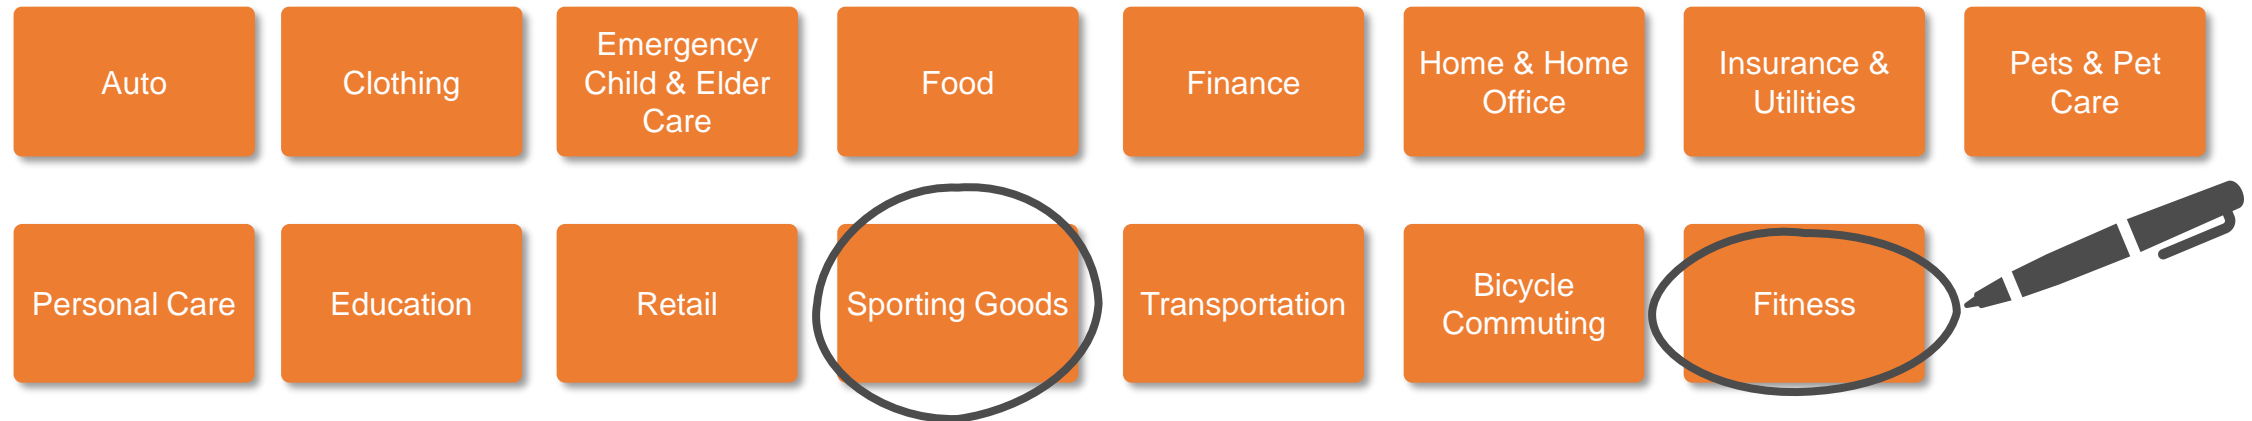 Auto
Clothing
Emergency
Child & Elder
Care
Food
Finance
Home & Home
Office
Insurance &
Utilities
Pets & Pet
Care
Personal Care
Education
Retail
Sporting Goods
Transportation
Bicycle
Commuting
Fitness